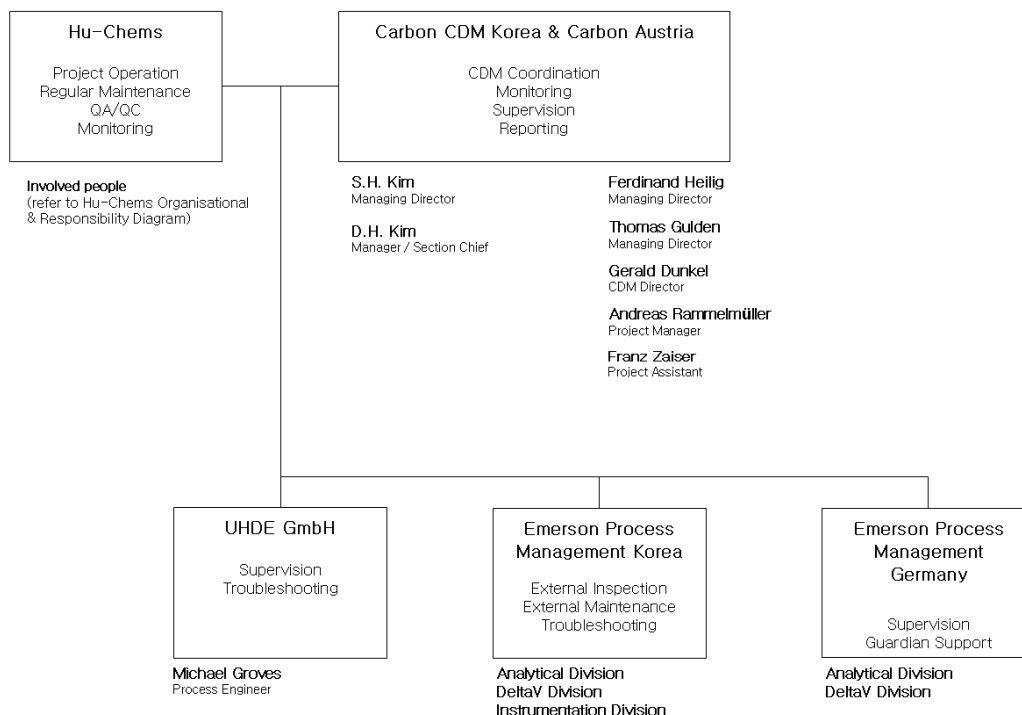 Hu-Chems
Project Operation
Regular Maintenance
QA/QC
Monitoring
Involved people
(refer to Hu-Chems Organisational
& Responsibility Diagram)
Carbon CDM Korea & Carbon Austria
CDM Coordination
Monitoring
Supervision
Reporting
S.H. Kim
Managing Director
D.H. Kim
Manager / Section Chief
Ferdinand Heilig
Managing Director
Thomas Gulden
Managing Director
Gerald Dunkel
CDM Director
Andreas Rammelmüller
Project Manager
Franz Zaiser
Project Assistant
UHDE GmbH
Supervision
Troubleshooting
Michael Groves
Process Engineer
Emerson Process
Management Korea
External Inspection
External Maintenance
Troubleshooting
Analytical Division
DeltaV Division
Instrumentation Division
Emerson Process
Management
Germany
Supervision
Guardian Support
Analytical Division
DeltaV Division